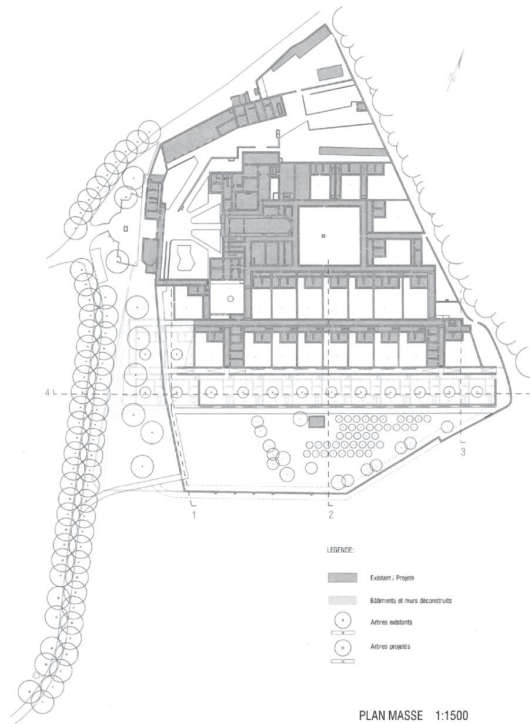 4
3
1
2
LEGENDE:
Existant / Projeté
Bâtiments et murs déconstruits
Arbres existants
Arbres projetés
PLAN MASSE 1:1500